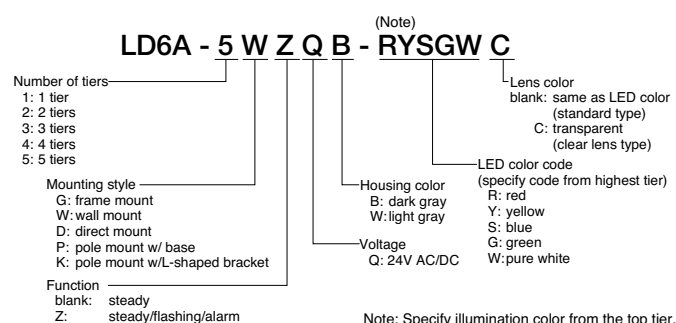 (Note)
LD6A - 5 W Z Q B - RYSGW C
Number of tiers
1: 1 tier
2: 2 tiers
3: 3 tiers
4: 4 tiers
5: 5 tiers
Mounting style
G: frame mount
W: wall mount
D: direct mount
P: pole mount w/ base
K: pole mount w/L-shaped bracket
Function
blank: steady
Z: steady/flashing/alarm
Housing color
B: dark gray
W: light gray
Voltage
Q: 24V AC/DC
Lens color
blank: same as LED color
(standard type)
C: transparent
(clear lens type)
LED color code
(specify code from highest tier)
R: red
Y: yellow
S: blue
G: green
W: pure white
Note: Specify illumination color from the top tier.